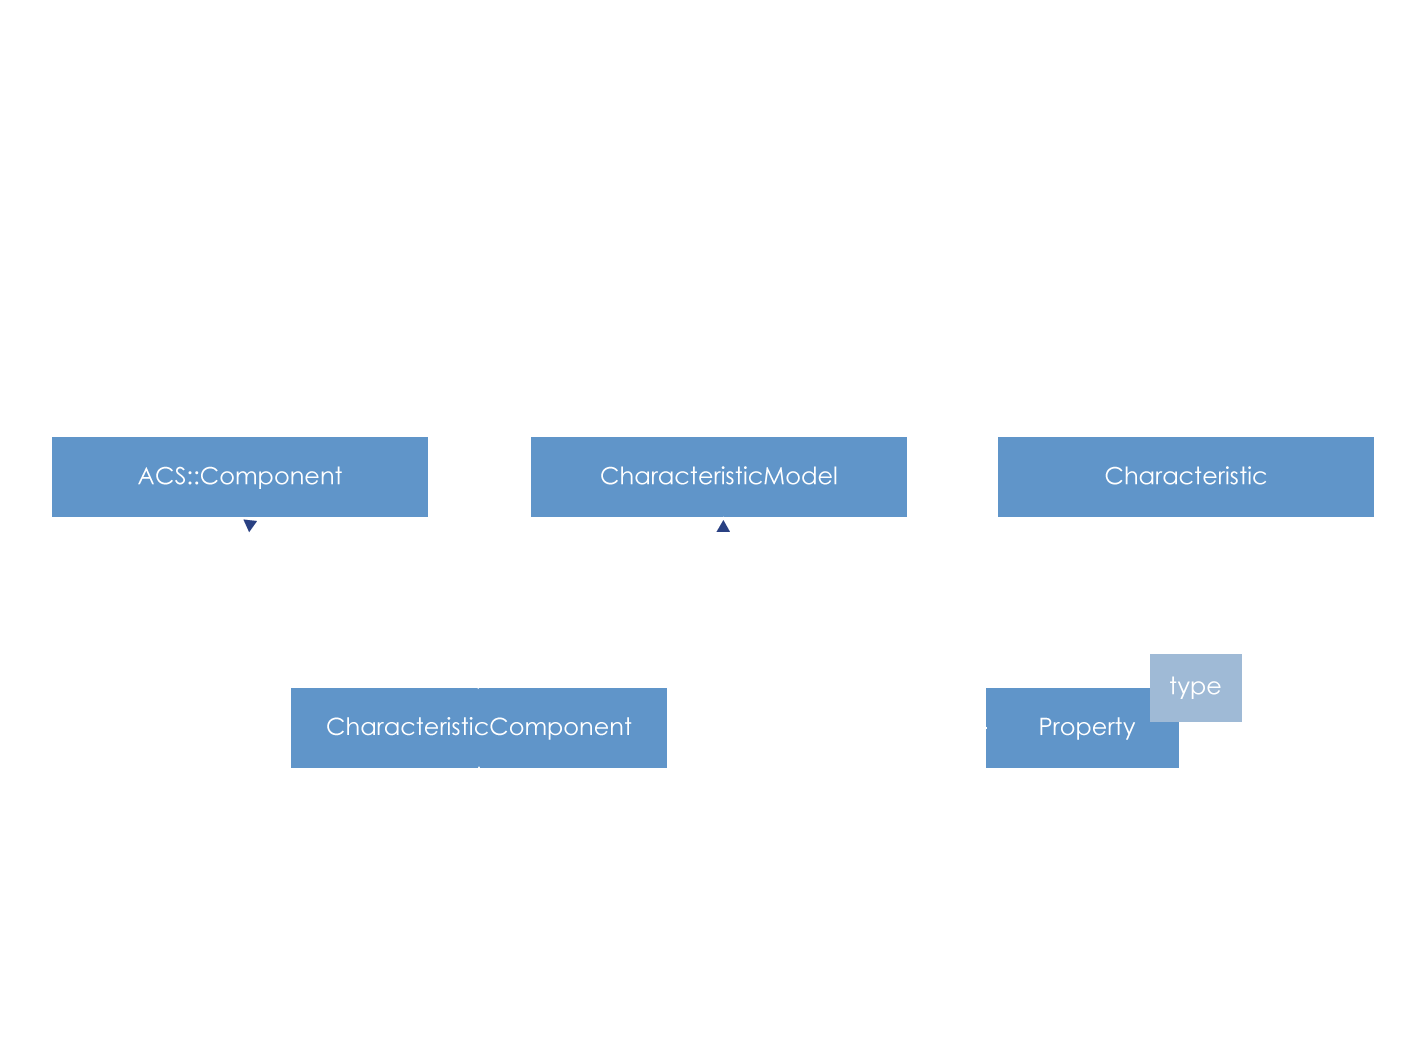 ACS::Component
CharacteristicModel
Characteristic
type
CharacteristicComponent
Property